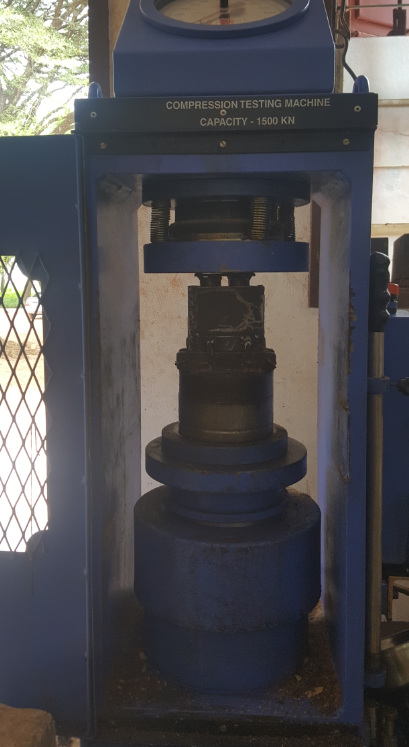 COMPRESSION TESTING MACHINE
CAPACITY - 1500 KN